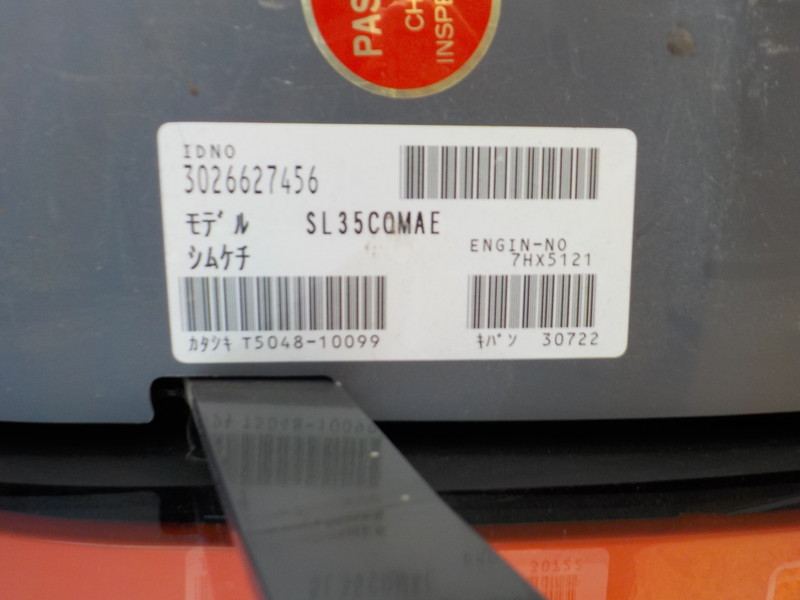 PAS
CH
INSPE
IDNO
3026627456
モデル SL35CQMAE
シムケチ
ENGIN-NO
7HX5121
カタシキ T5048-10099
キバン 30722